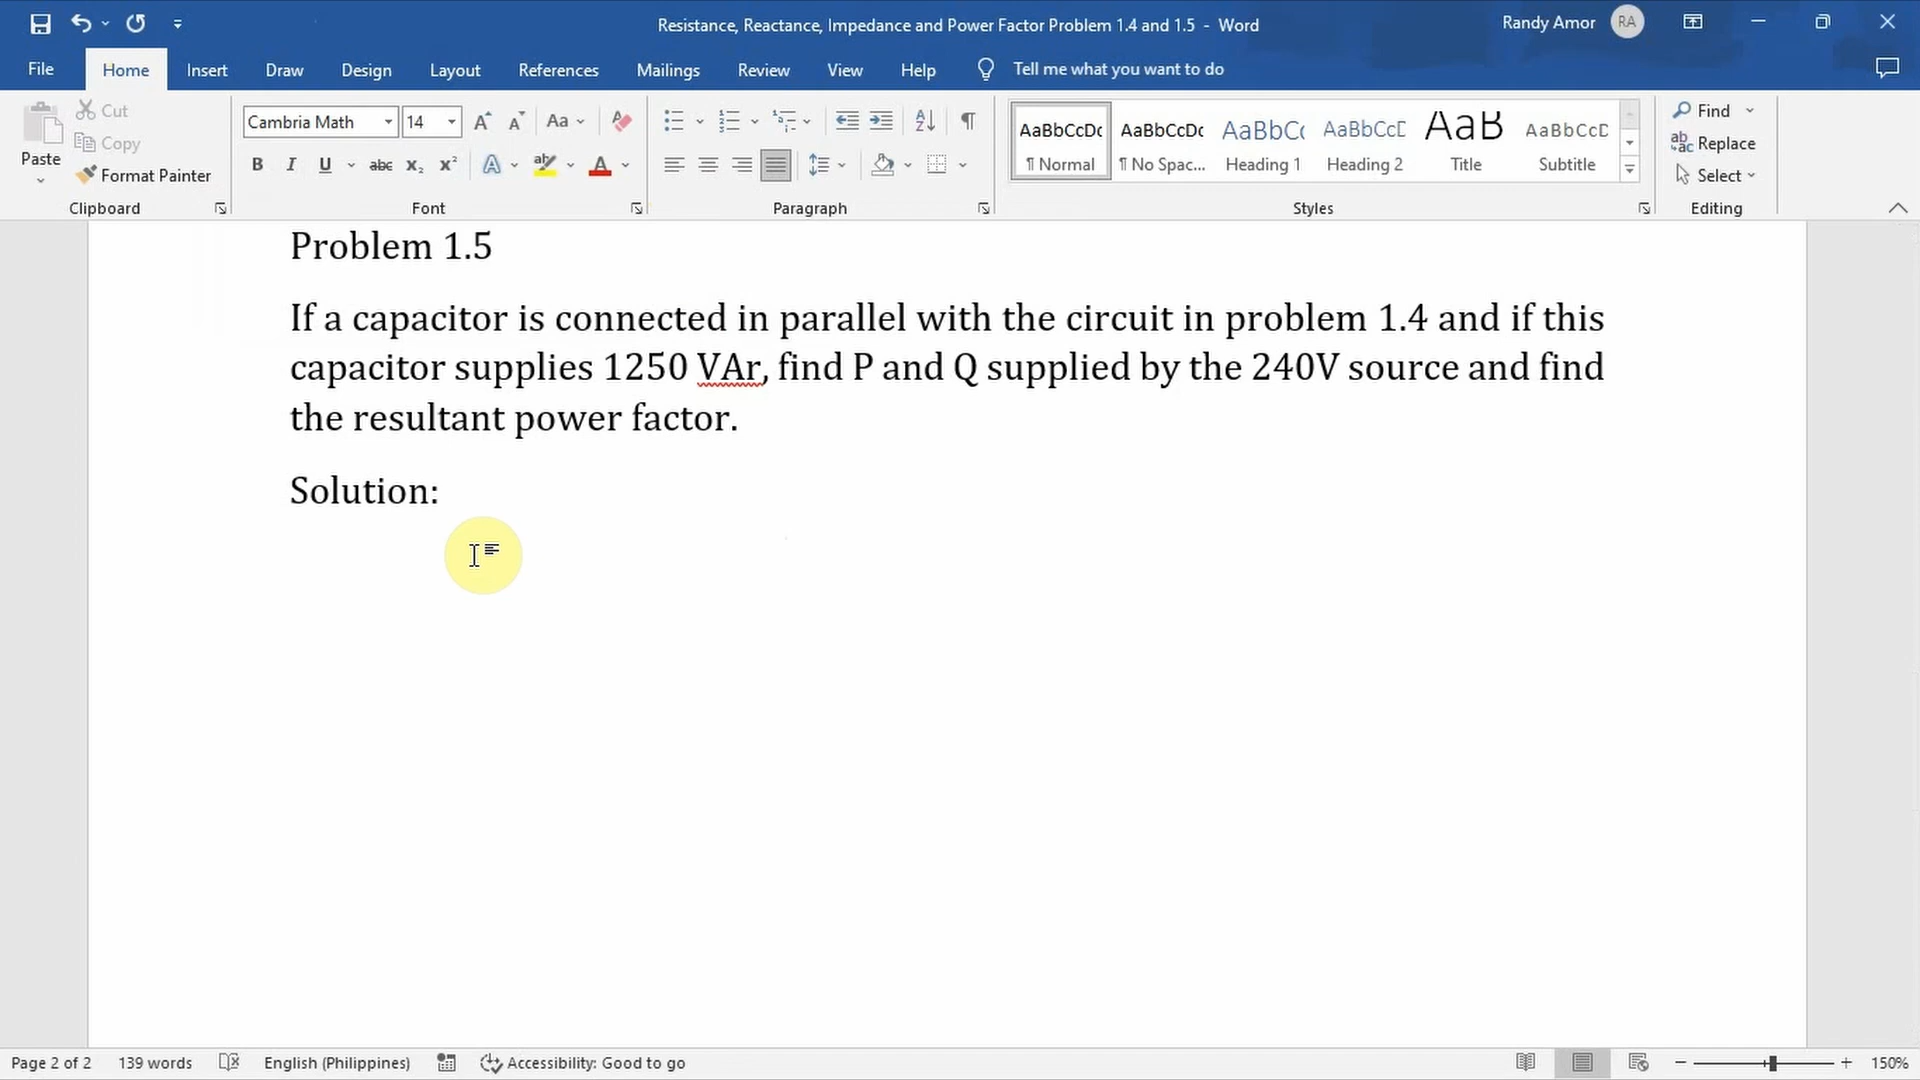 Resistance, Reactance, Impedance and Power Factor Problem 1.4 and 1.5 - Word
Randy Amor RA
File Home Insert Draw Design Layout References Mailings Review View Help Tell me what you want to do
Paste
Cut
Copy
Format Painter
Clipboard
Cambria Math 14
Font
Paragraph
AaBbCcDc AaBbCcDc AaBbC AaBbCcD AaB AaBbCcD
¶ Normal ¶ No Spac... Heading 1 Heading 2 Title Subtitle
Styles
Find
Replace
Select
Editing
Problem 1.5
If a capacitor is connected in parallel with the circuit in problem 1.4 and if this
capacitor supplies 1250 VAr, find P and Q supplied by the 240V source and find
the resultant power factor.
Solution:
Page 2 of 2 139 words English (Philippines) Accessibility: Good to go 150%